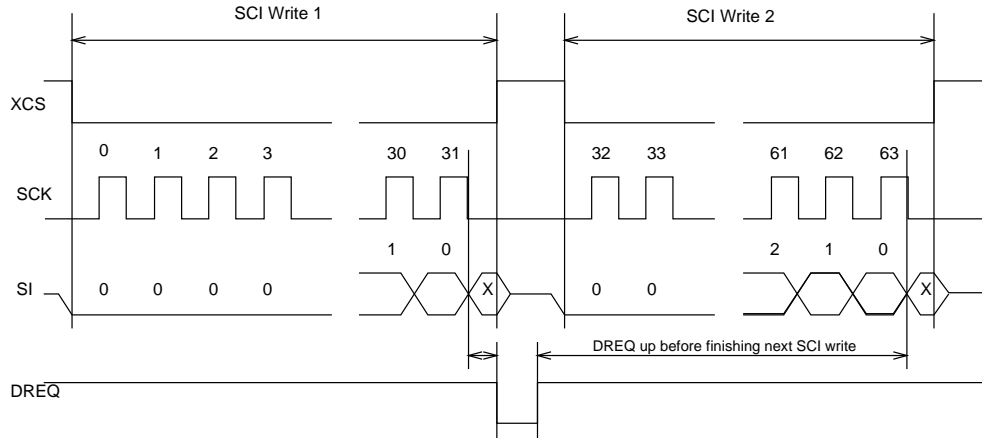 SCI Write 1 SCI Write 2
XCS
0 1 2 3 30 31 32 33 61 62 63
SCK
1 0 2 1 0
SI 0 0 0 0 X 0 0 X
DREQ up before finishing next SCI write
DREQ